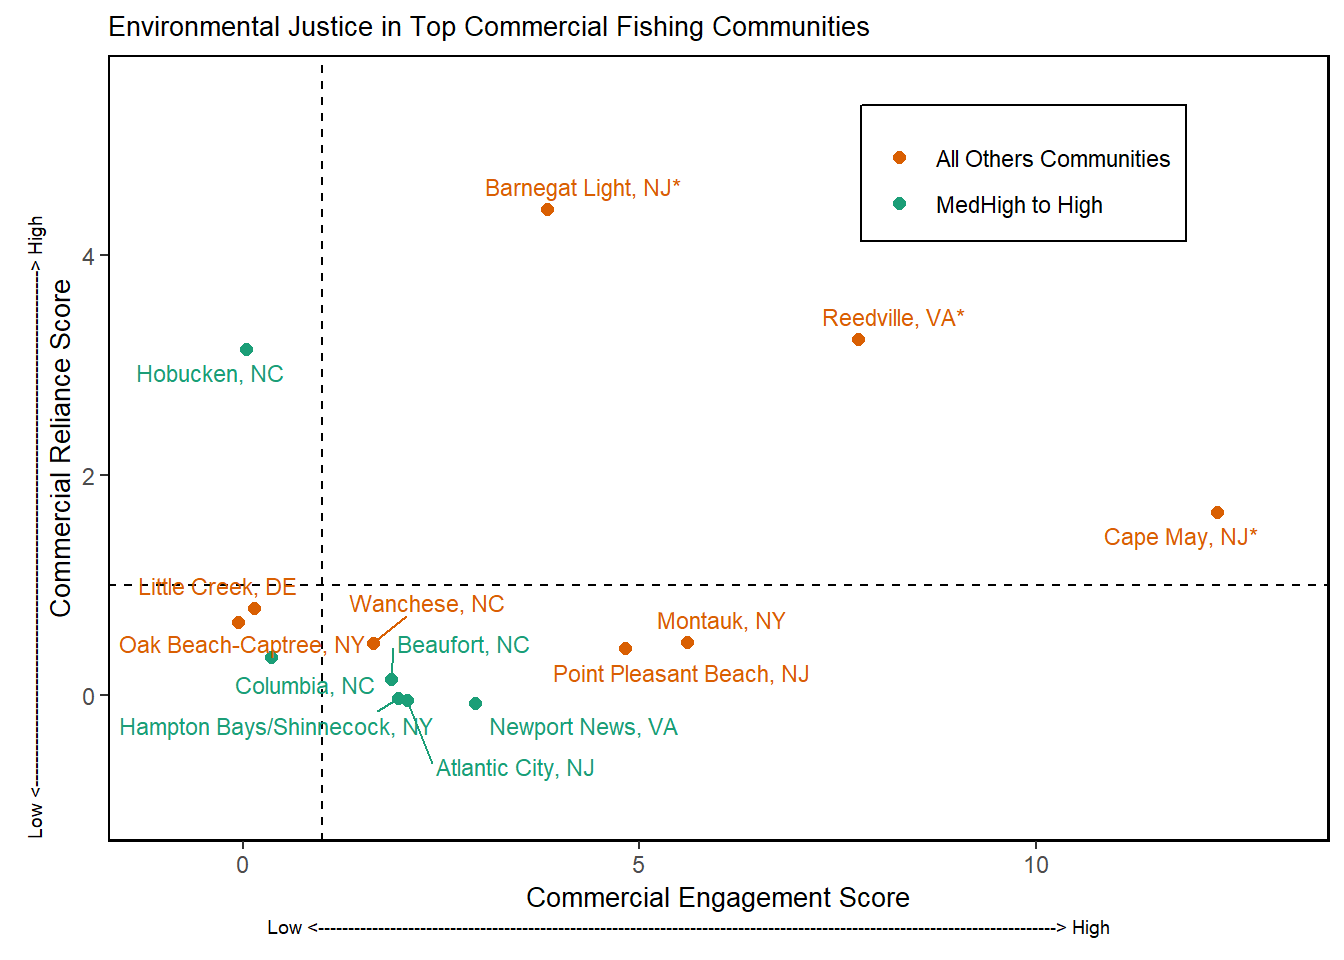 Environmental Justice in Top Commercial Fishing Communities
All Others Communities
MedHigh to High
Barnegat Light, NJ*
Reedville, VA*
Hobucken, NC
Cape May, NJ*
Little Creek, DE
Wanchese, NC
Montauk, NY
Oak Beach-Captree, NY
Beaufort, NC
Point Pleasant Beach, NJ
Columbia, NC
Hampton Bays/Shinnecock, NY
Newport News, VA
Atlantic City, NJ
4
2
0
Commercial Reliance Score
Low <---------------------------------------------------------------------------------------> High
0
5
10
Commercial Engagement Score
Low <---------------------------------------------------------------------------------------------------------------------------> High